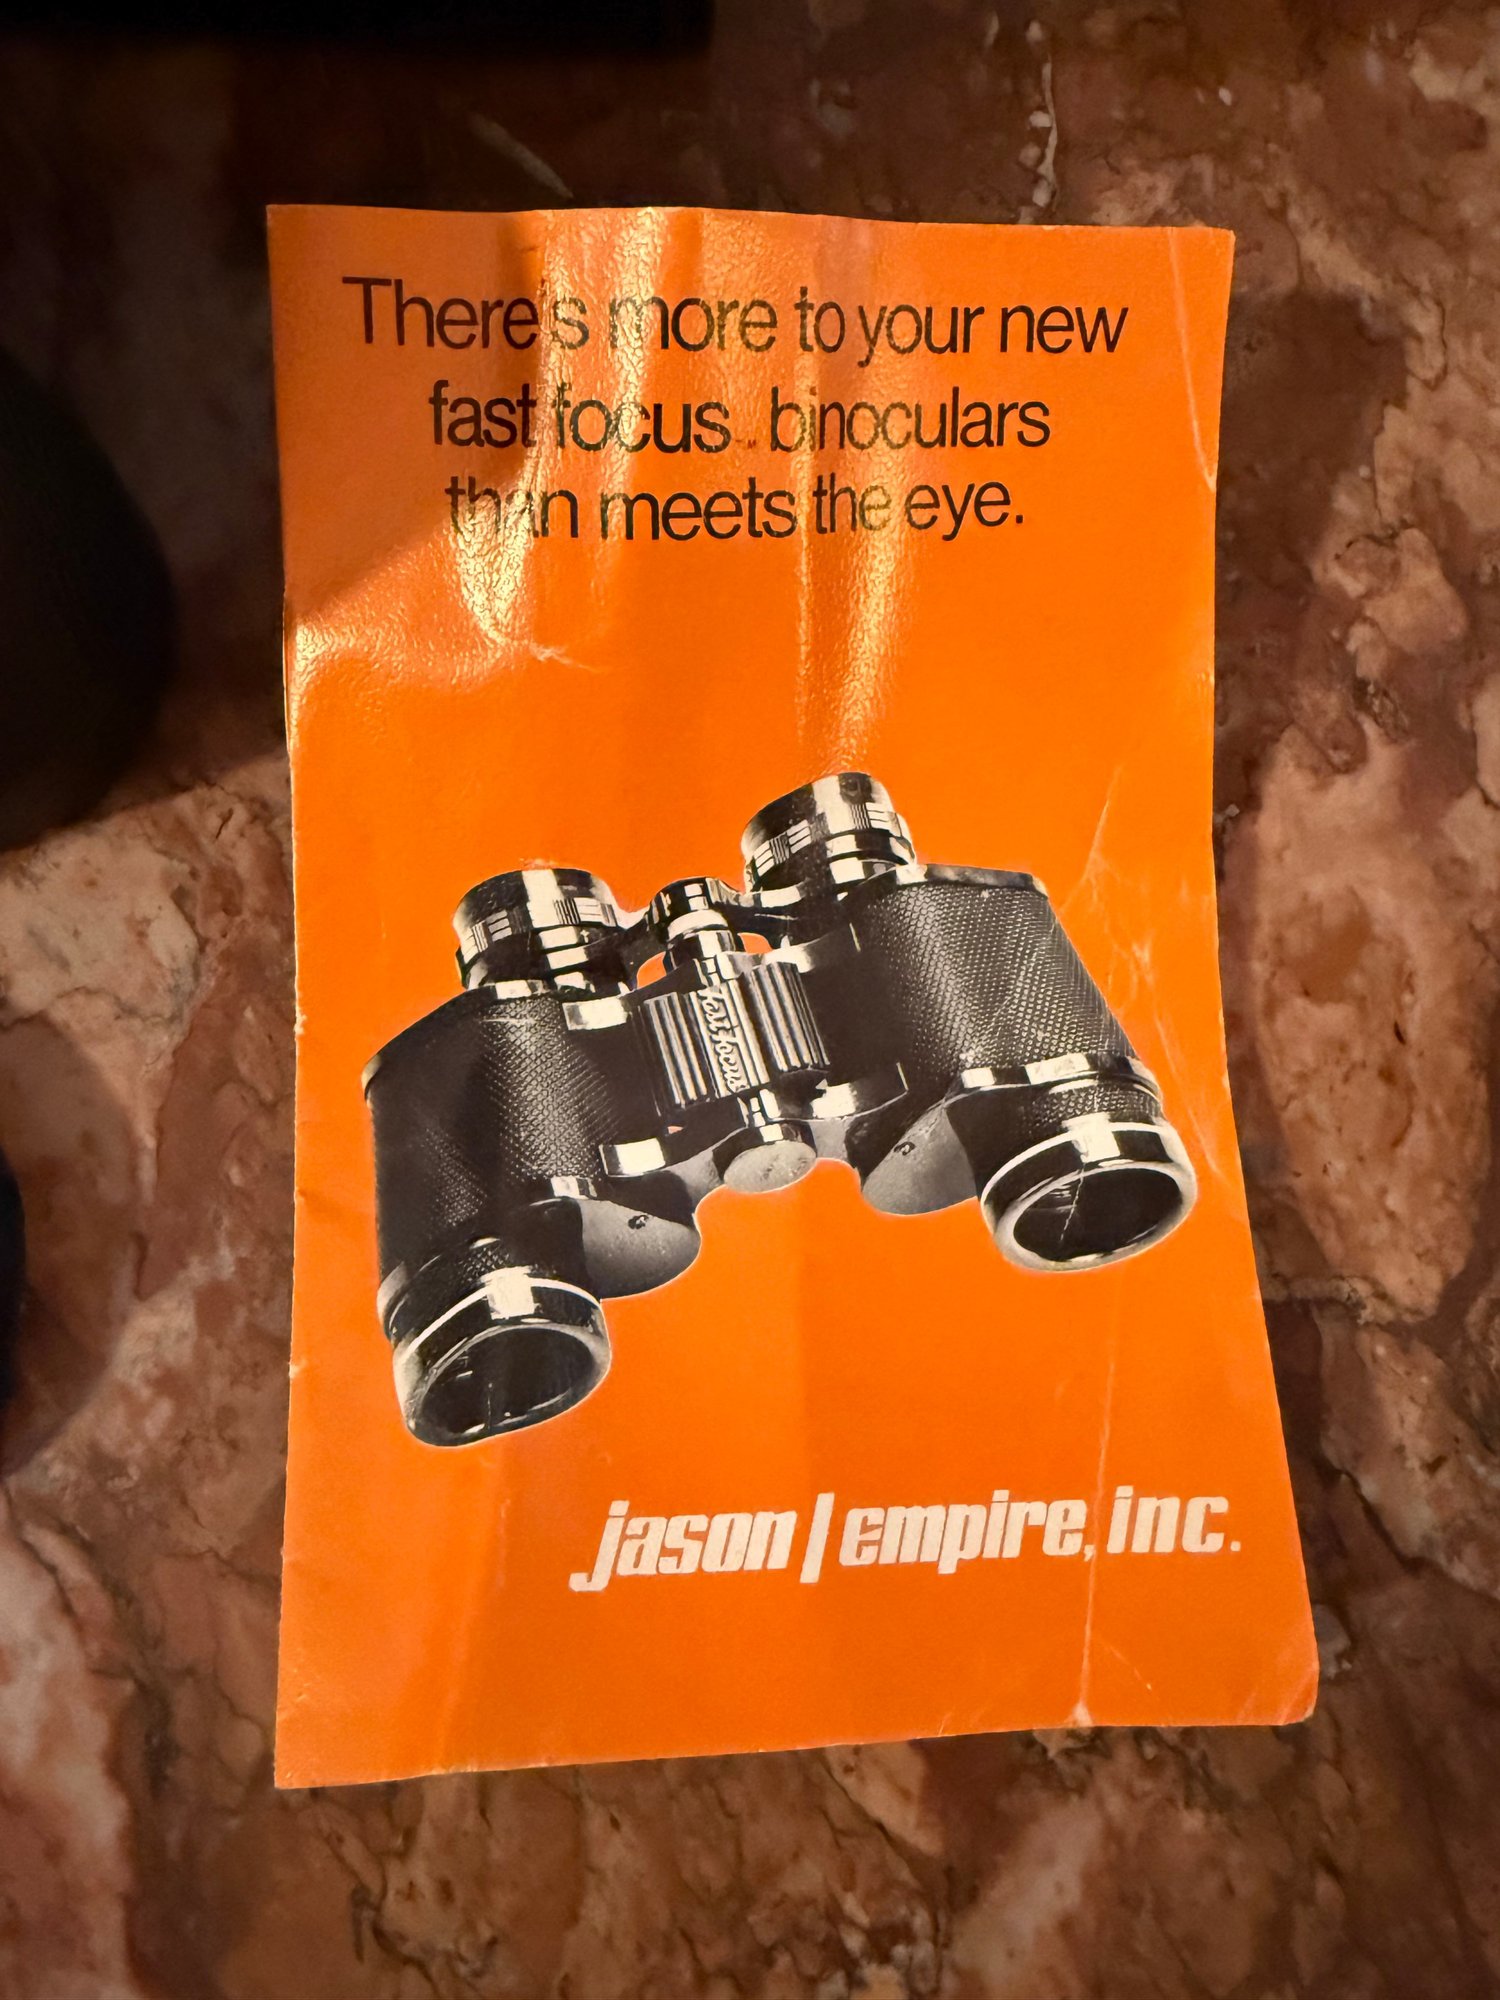 There's more to your new
fast focus binoculars
than meets the eye.
fast focus
jason/empire, inc.